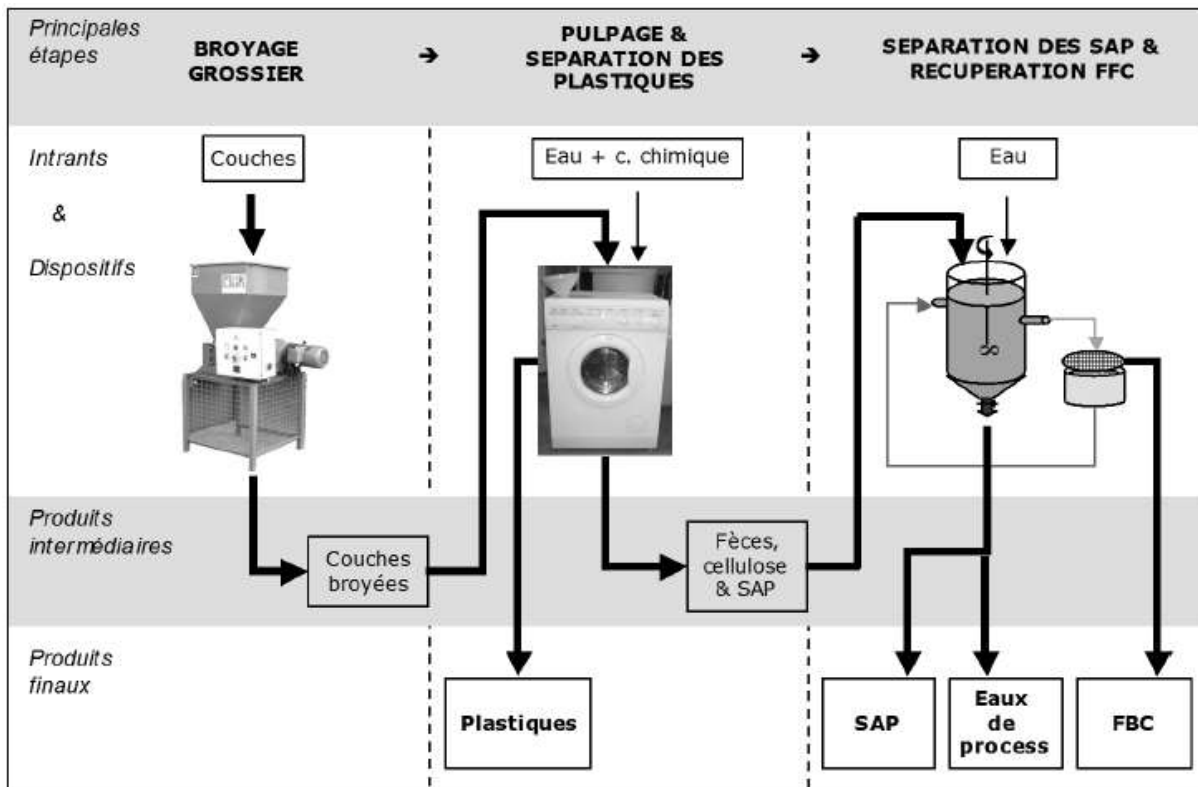 Principales
étapes
BROYAGE
GROSSIER
➔
PULPAGE &
SEPARATION DES
PLASTIQUES
➔
SEPARATION DES SAP &
RECUPERATION FFC
Intrants
&
Dispositifs
Couches
Eau + c. chimique
Eau
Produits
intermédiaires
Couches
broyées
Fèces,
cellulose
& SAP
Produits
finaux
Plastiques
SAP
Eaux
de
process
FBC